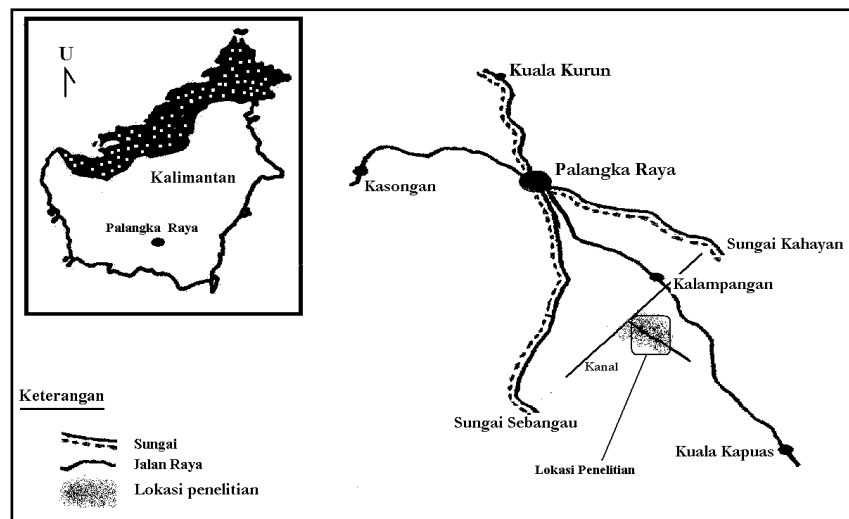 U
Kalimantan
Palangka Raya
Kuala Kurun
Palangka Raya
Kasongan
Sungai Kahayan
Kalampangan
Kanal
Sungai Sebangau
Kuala Kapuas
Lokasi Penelitian
Keterangan
Sungai
Jalan Raya
Lokasi penelitian